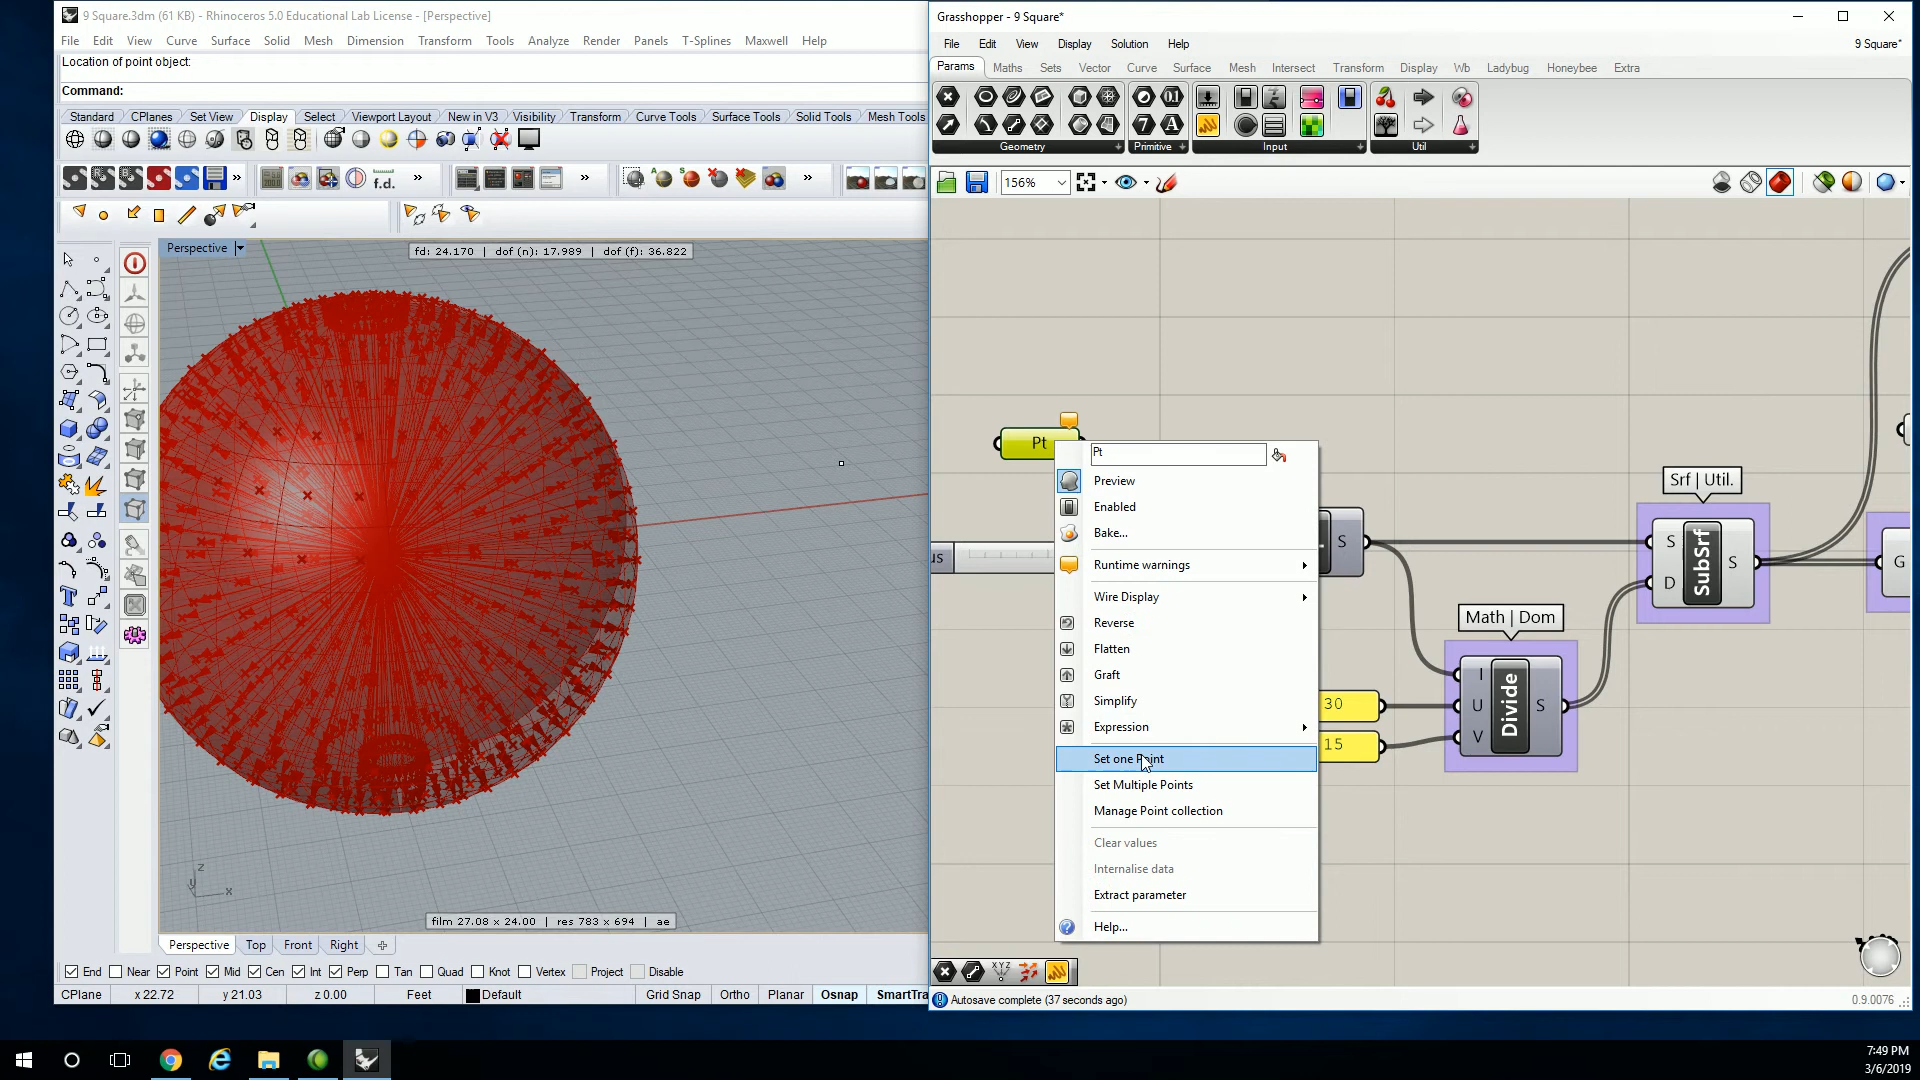 9 Square.3dm (61 KB) - Rhinoceros 5.0 Educational Lab License - [Perspective]
File Edit View Curve Surface Solid Mesh Dimension Transform Tools Analyze Render Panels T-Splines Maxwell Help
Location of point object:
Command:
Standard CPlanes Set View Display Select Viewport Layout New in V3 Visibility Transform Curve Tools Surface Tools Solid Tools Mesh Tools
f.d.
Perspective
fd: 24.170 | dof (n): 17.989 | dof (f): 36.822
z
y
x
film 27.08 x 24.00 | res 783 x 694 | ae
Perspective Top Front Right
End Near Point Mid Cen Int Perp Tan Quad Knot Vertex Project Disable
CPlane x 22.72 y 21.03 z 0.00 Feet Default Grid Snap Ortho Planar Osnap SmartTra
Grasshopper - 9 Square*
File Edit View Display Solution Help
9 Square*
Params Maths Sets Vector Curve Surface Mesh Intersect Transform Display Wb Ladybug Honeybee Extra
Geometry Primitive Input Util
156%
Pt
Pt
Preview
Enabled
Bake...
Runtime warnings
Wire Display
Reverse
Flatten
Graft
Simplify
Expression
Set one Point
Set Multiple Points
Manage Point collection
Clear values
Internalise data
Extract parameter
Help...
us
S
Srf | Util.
S
D
SubSrf
S
G
Math | Dom
I
U
V
Divide
S
30
15
XYZ
Autosave complete (37 seconds ago)
0.9.0076
7:49 PM
3/6/2019